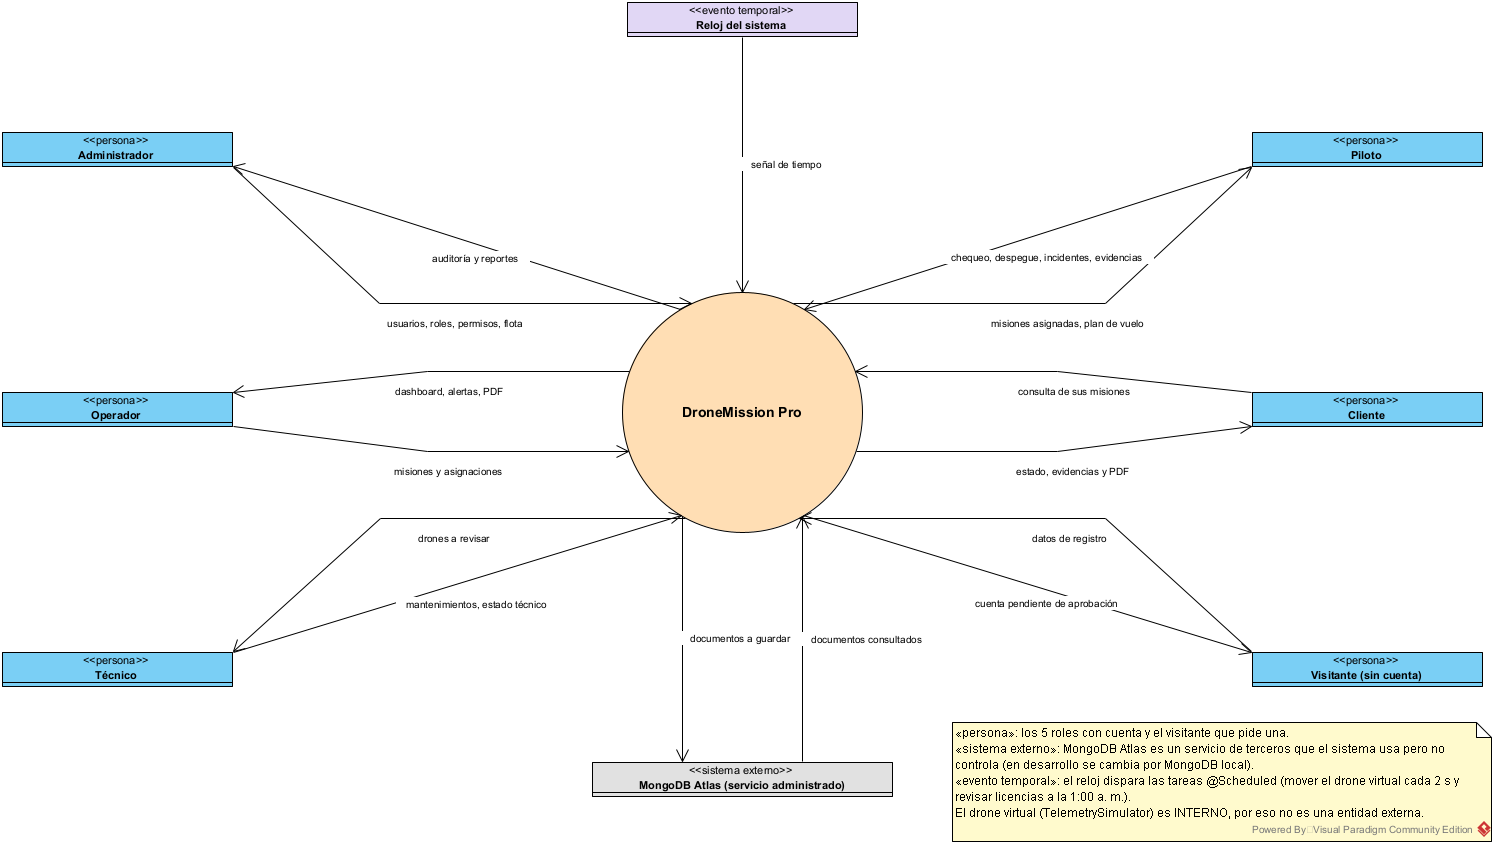 <<evento temporal>>
Reloj del sistema
<<persona>>
Administrador
<<persona>>
Piloto
señal de tiempo
auditoría y reportes
chequeo, despegue, incidentes, evidencias
usuarios, roles, permisos, flota
misiones asignadas, plan de vuelo
dashboard, alertas, PDF
consulta de sus misiones
<<persona>>
Operador
DroneMission Pro
<<persona>>
Cliente
misiones y asignaciones
estado, evidencias y PDF
drones a revisar
datos de registro
mantenimientos, estado técnico
cuenta pendiente de aprobación
documentos a guardar
documentos consultados
<<persona>>
Técnico
<<persona>>
Visitante (sin cuenta)
<<sistema externo>>
MongoDB Atlas (servicio administrado)
«persona»: los 5 roles con cuenta y el visitante que pide una.
«sistema externo»: MongoDB Atlas es un servicio de terceros que el sistema usa pero no
controla (en desarrollo se cambia por MongoDB local).
«evento temporal»: el reloj dispara las tareas @Scheduled (mover el drone virtual cada 2 s y
revisar licencias a la 1:00 a. m.).
El drone virtual (TelemetrySimulator) es INTERNO, por eso no es una entidad externa.
Powered By Visual Paradigm Community Edition